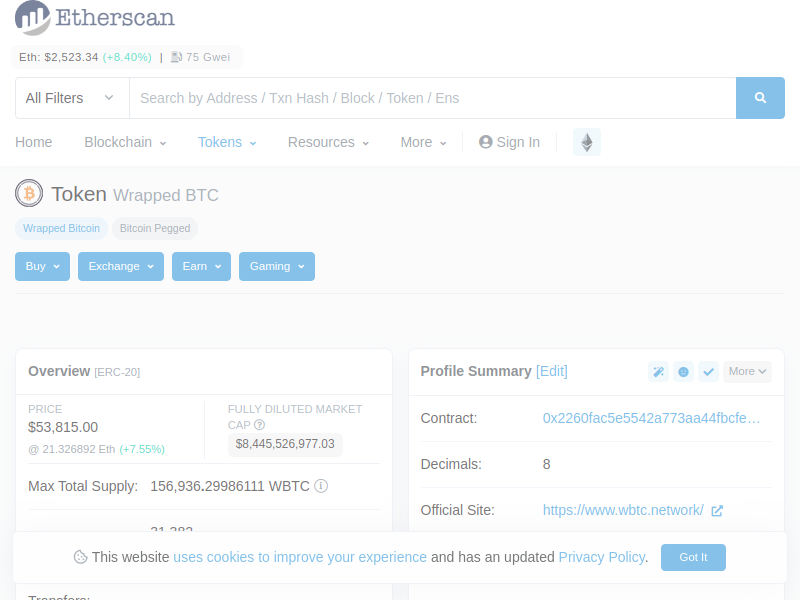 Etherscan
Eth: $2,523.34 (+8.40%) | 75 Gwei
All Filters
Search by Address / Txn Hash / Block / Token / Ens
Home Blockchain Tokens Resources More Sign In
Token Wrapped BTC
Wrapped Bitcoin Bitcoin Pegged
Buy Exchange Earn Gaming
Overview [ERC-20]
PRICE
$53,815.00
@ 21.326892 Eth (+7.55%)
FULLY DILUTED MARKET
CAP
$8,445,526,977.03
Max Total Supply: 156,936.29986111 WBTC
31,382
Transfers:
Profile Summary [Edit]
More
Contract: 0x2260fac5e5542a773aa44fbcfe...
Decimals: 8
Official Site: https://www.wbtc.network/
This website uses cookies to improve your experience and has an updated Privacy Policy.
Got It